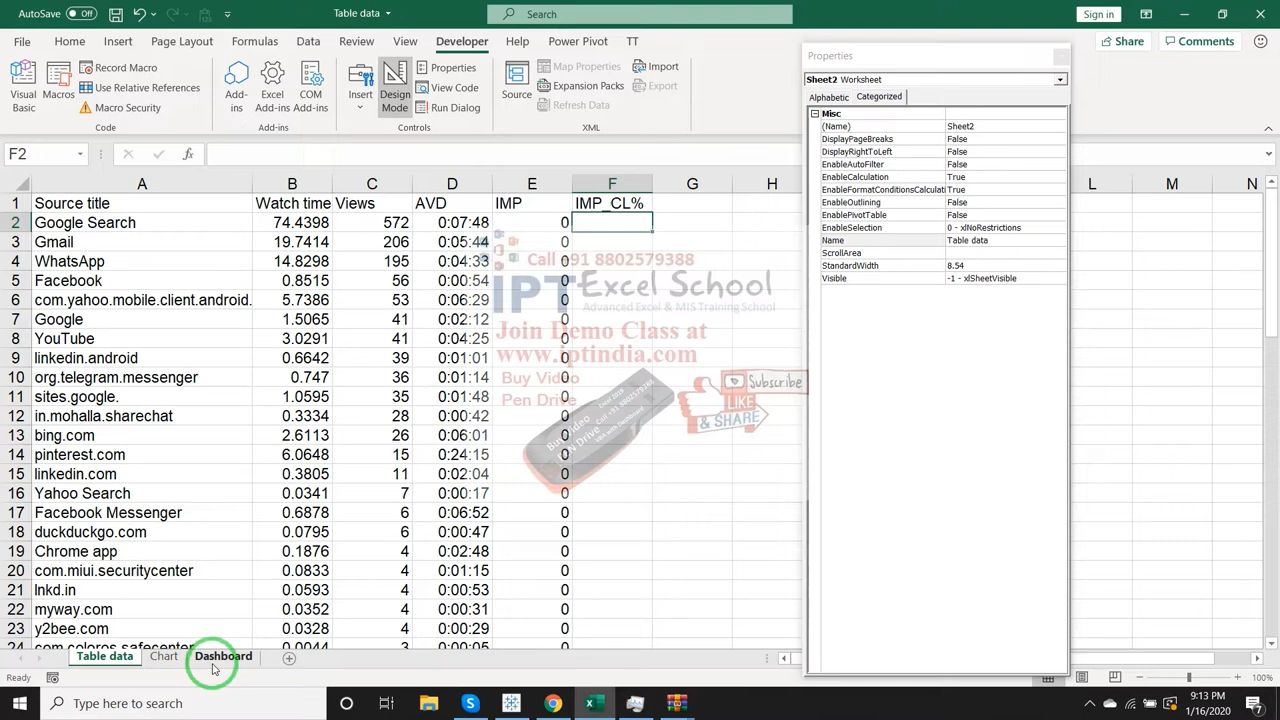 AutoSave Off
Table data
Search
Sign in
File Home Insert Page Layout Formulas Data Review View Developer Help Power Pivot TT
Share Comments
Visual Basic
Macros
Use Relative References
Macro Security
Code
Add-ins
Excel Add-ins
COM Add-ins
Add-ins
Insert
Design Mode
Properties
View Code
Run Dialog
Controls
Source
Map Properties
Expansion Packs
Refresh Data
Import
Export
XML
Properties
Sheet2 Worksheet
Alphabetic Categorized
Misc
(Name) Sheet2
DisplayPageBreaks False
DisplayRightToLeft False
EnableAutoFilter False
EnableCalculation True
EnableFormatConditionsCalculati True
EnableOutlining False
EnablePivotTable False
EnableSelection 0 - xlNoRestrictions
Name Table data
ScrollArea
StandardWidth 8.54
Visible -1 - xlSheetVisible
F2 fx
A B C D E F G H L M N
1 Source title Watch time Views AVD IMP IMP_CL%
2 Google Search 74.4398 572 0:07:48 0
3 Gmail 19.7414 206 0:05:44 0
4 WhatsApp 14.8298 195 0:04:33 0
5 Facebook 0.8515 56 0:00:54 0
6 com.yahoo.mobile.client.android. 5.7386 53 0:06:29 0
7 Google 1.5065 41 0:02:12 0
8 YouTube 3.0291 41 0:04:25 0
9 linkedin.android 0.6642 39 0:01:01 0
10 org.telegram.messenger 0.747 36 0:01:14 0
11 sites.google. 1.0595 35 0:01:48 0
12 in.mohalla.sharechat 0.3334 28 0:00:42 0
13 bing.com 2.6113 26 0:06:01 0
14 pinterest.com 6.0648 15 0:24:15 0
15 linkedin.com 0.3805 11 0:02:04 0
16 Yahoo Search 0.0341 7 0:00:17 0
17 Facebook Messenger 0.6878 6 0:06:52 0
18 duckduckgo.com 0.0795 6 0:00:47 0
19 Chrome app 0.1876 4 0:02:48 0
20 com.miui.securitycenter 0.0833 4 0:01:15 0
21 lnkd.in 0.0593 4 0:00:53 0
22 myway.com 0.0352 4 0:00:31 0
23 y2bee.com 0.0328 4 0:00:29 0
24 com.coloros.safecenter 0.0044 3 0:00:05 0
Call +91 8802579388
IPT Excel School
Advanced Excel & MIS Training School
Join Demo Class at
www.iptindia.com
Buy Video
Pen Drive
Subscribe
LIKE
& SHARE
Table data Chart Dashboard
Ready
100%
Type here to search
9:13 PM
1/16/2020